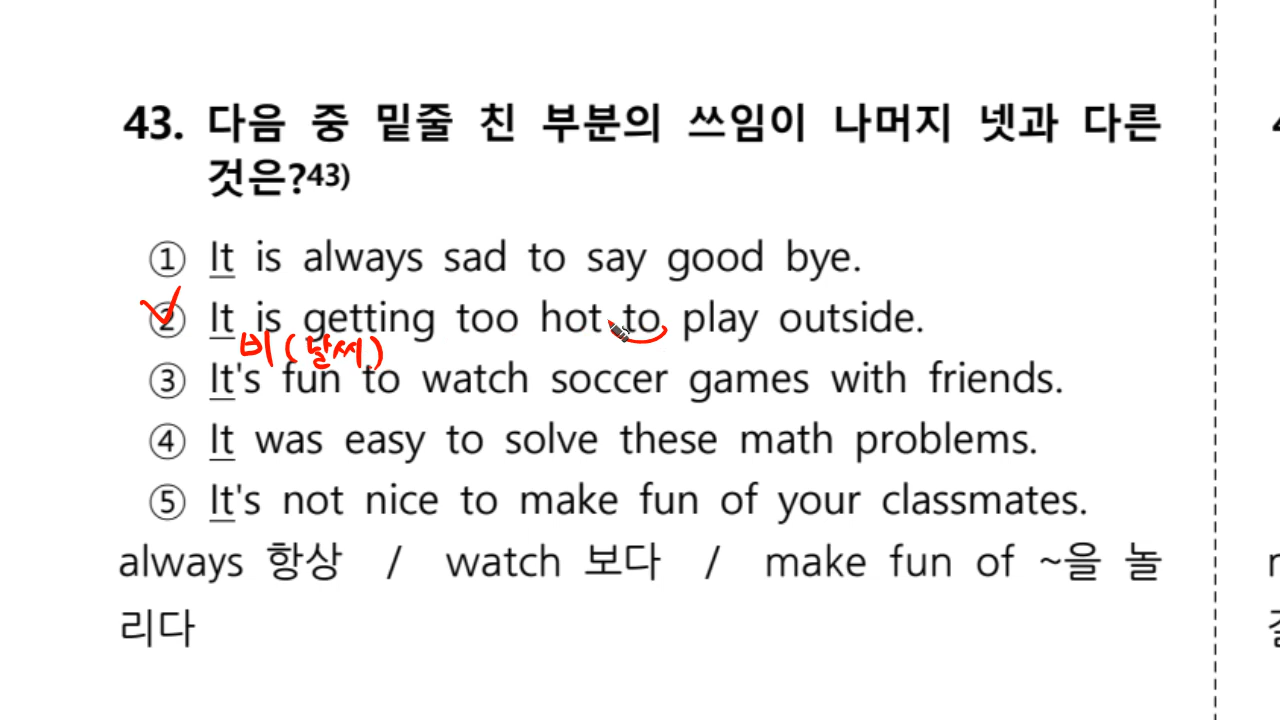 43. 다음 중 밑줄 친 부분의 쓰임이 나머지 넷과 다른
것은?43)
① It is always sad to say good bye.
② It is getting too hot to play outside.
비(날씨)
③ It's fun to watch soccer games with friends.
④ It was easy to solve these math problems.
⑤ It's not nice to make fun of your classmates.
always 항상 / watch 보다 / make fun of ~을 놀
리다